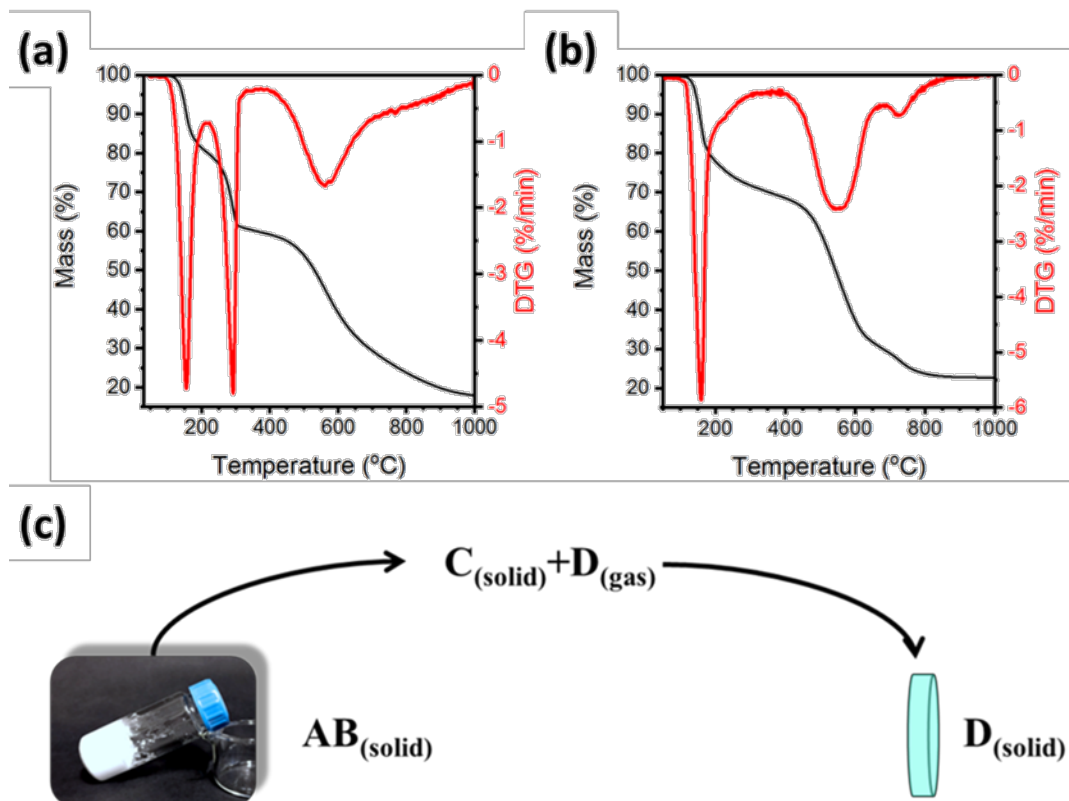 (a)
(b)
100
90
80
70
60
50
40
30
20
Mass (%)
0
-1
-2
-3
-4
-5
DTG (%/min)
200 400 600 800 1000
Temperature (°C)
100
90
80
70
60
50
40
30
20
Mass (%)
0
-1
-2
-3
-4
-5
-6
DTG (%/min)
200 400 600 800 1000
Temperature (°C)
(c)
C(solid)+D(gas)
AB(solid)
D(solid)